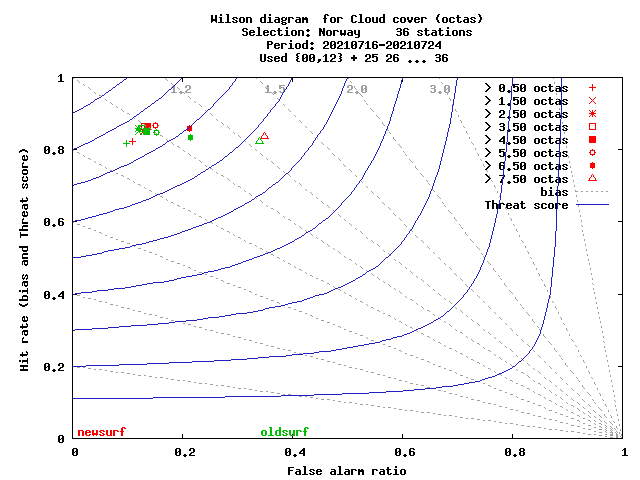 Wilson diagram  for Cloud cover (octas)
Selection: Norway     36 stations
Period: 20210716-20210724
Used {00,12} + 25 26 ... 36
1
1.2
1.5
2.0
3.0
> 0.50 octas
> 1.50 octas
> 2.50 octas
> 3.50 octas
> 4.50 octas
> 5.50 octas
> 6.50 octas
> 7.50 octas
bias
Threat score
0.8
0.6
0.4
0.2
0
Hit rate (bias and Threat score)
newsurf
oldsurf
0
0.2
0.4
0.6
0.8
1
False alarm ratio